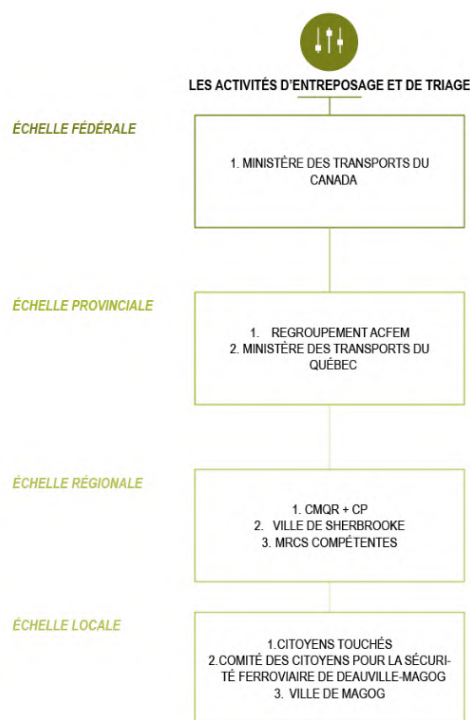 LES ACTIVITÉS D'ENTREPOSAGE ET DE TRIAGE
ÉCHELLE FÉDÉRALE
1. MINISTÈRE DES TRANSPORTS DU
CANADA
ÉCHELLE PROVINCIALE
1. REGROUPEMENT ACFEM
2. MINISTÈRE DES TRANSPORTS DU
QUÉBEC
ÉCHELLE RÉGIONALE
1. CMQR + CP
2. VILLE DE SHERBROOKE
3. MRCS COMPÉTENTES
ÉCHELLE LOCALE
1.CITOYENS TOUCHÉS
2.COMITÉ DES CITOYENS POUR LA SÉCURI-
TÉ FERROVIAIRE DE DEAUVILLE-MAGOG
3. VILLE DE MAGOG